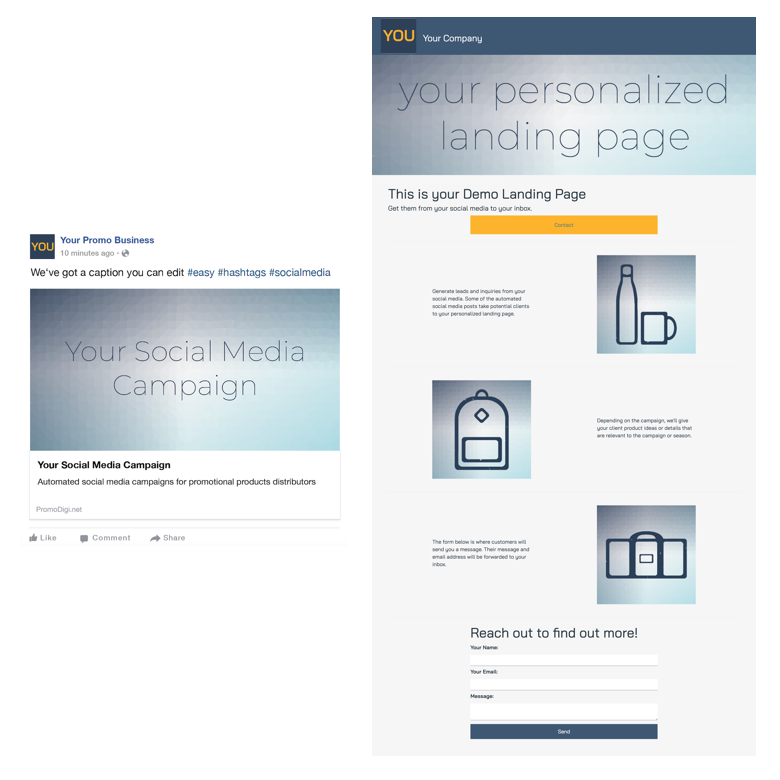 YOU
Your Promo Business
10 minutes ago ·
We've got a caption you can edit #easy #hashtags #socialmedia
Your Social Media
Campaign
Your Social Media Campaign
Automated social media campaigns for promotional products distributors
PromoDigi.net
Like
Comment
Share
YOU
Your Company
your personalized
landing page
This is your Demo Landing Page
Get them from your social media to your inbox.
Contact
Generate leads and inquiries from your
social media. Some of the automated
social media posts take potential clients
to your personalized landing page.
Depending on the campaign, we'll give
your client product ideas or details that
are relevant to the campaign or season.
The form below is where customers will
send you a message. Their message and
email address will be forwarded to your
inbox.
Reach out to find out more!
Your Name:
Your Email:
Message:
Send